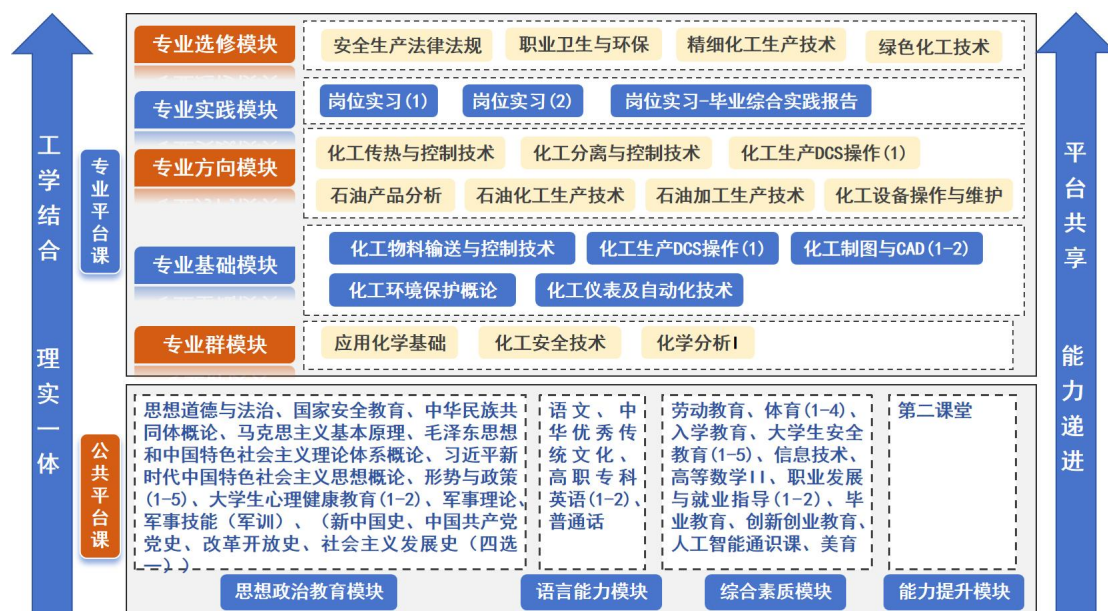 工学结合 理实一体
平台共享 能力递进
专业平台课
专业选修模块
安全生产法律法规 职业卫生与环保 精细化工生产技术 绿色化工技术
专业实践模块
岗位实习(1) 岗位实习(2) 岗位实习-毕业综合实践报告
专业方向模块
化工传热与控制技术 化工分离与控制技术 化工生产DCS操作(1)
石油产品分析 石油化工生产技术 石油加工生产技术 化工设备操作与维护
专业基础模块
化工物料输送与控制技术 化工生产DCS操作(1) 化工制图与CAD(1-2)
化工环境保护概论 化工仪表及自动化技术
专业群模块
应用化学基础 化工安全技术 化学分析I
公共平台课
思想道德与法治、国家安全教育、中华民族共
同体概论、马克思主义基本原理、毛泽东思想
和中国特色社会主义理论体系概论、习近平新
时代中国特色社会主义思想概论、形势与政策
(1-5)、大学生心理健康教育(1-2)、军事理论、
军事技能（军训）、（新中国史、中国共产党
党史、改革开放史、社会主义发展史（四选
一））
思想政治教育模块
语文、中
华优秀传
统文化、
高职专科
英语(1-2)、
普通话
语言能力模块
劳动教育、体育(1-4)、
入学教育、大学生安全
教育(1-5)、信息技术、
高等数学II、职业发展
与就业指导(1-2)、毕
业教育、创新创业教育、
人工智能通识课、美育
综合素质模块
第二课堂
能力提升模块